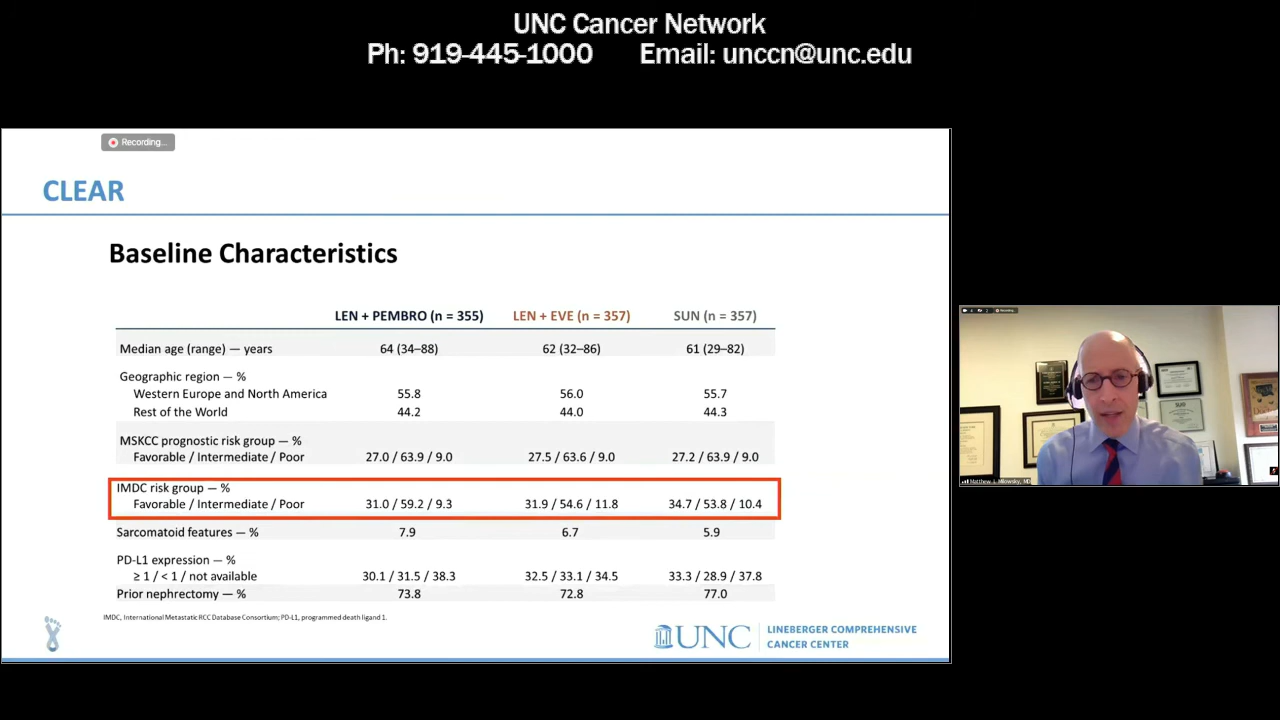 UNC Cancer Network
Ph: 919-445-1000 Email: unccn@unc.edu
Recording...
CLEAR
Baseline Characteristics
LEN + PEMBRO (n = 355) LEN + EVE (n = 357) SUN (n = 357)
Median age (range) — years 64 (34–88) 62 (32–86) 61 (29–82)
Geographic region — %
Western Europe and North America 55.8 56.0 55.7
Rest of the World 44.2 44.0 44.3
MSKCC prognostic risk group — %
Favorable / Intermediate / Poor 27.0 / 63.9 / 9.0 27.5 / 63.6 / 9.0 27.2 / 63.9 / 9.0
IMDC risk group — %
Favorable / Intermediate / Poor 31.0 / 59.2 / 9.3 31.9 / 54.6 / 11.8 34.7 / 53.8 / 10.4
Sarcomatoid features — % 7.9 6.7 5.9
PD-L1 expression — %
≥ 1 / < 1 / not available 30.1 / 31.5 / 38.3 32.5 / 33.1 / 34.5 33.3 / 28.9 / 37.8
Prior nephrectomy — % 73.8 72.8 77.0
IMDC, International Metastatic RCC Database Consortium; PD-L1, programmed death ligand 1.
UNC LINEBERGER COMPREHENSIVE
CANCER CENTER
Matthew I. Milowsky, MD